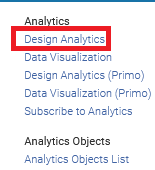 Analytics
Design Analytics
Data Visualization
Design Analytics (Primo)
Data Visualization (Primo)
Subscribe to Analytics
Analytics Objects
Analytics Objects List